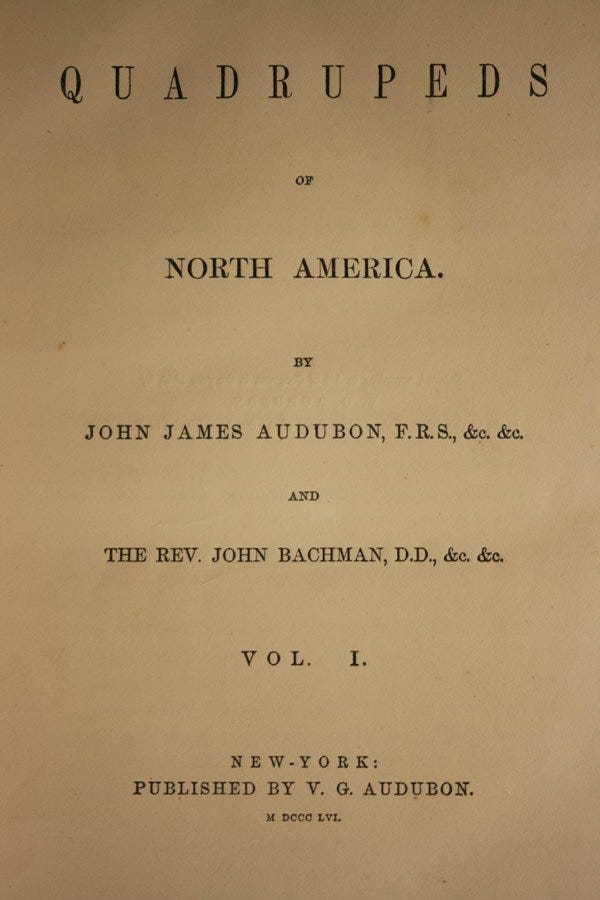 QUADRUPEDS
OF
NORTH AMERICA.
BY
JOHN JAMES AUDUBON, F.R.S., &c. &c.
AND
THE REV. JOHN BACHMAN, D.D., &c. &c.
VOL. I.
NEW-YORK:
PUBLISHED BY V. G. AUDUBON.
M DCCC LVI.